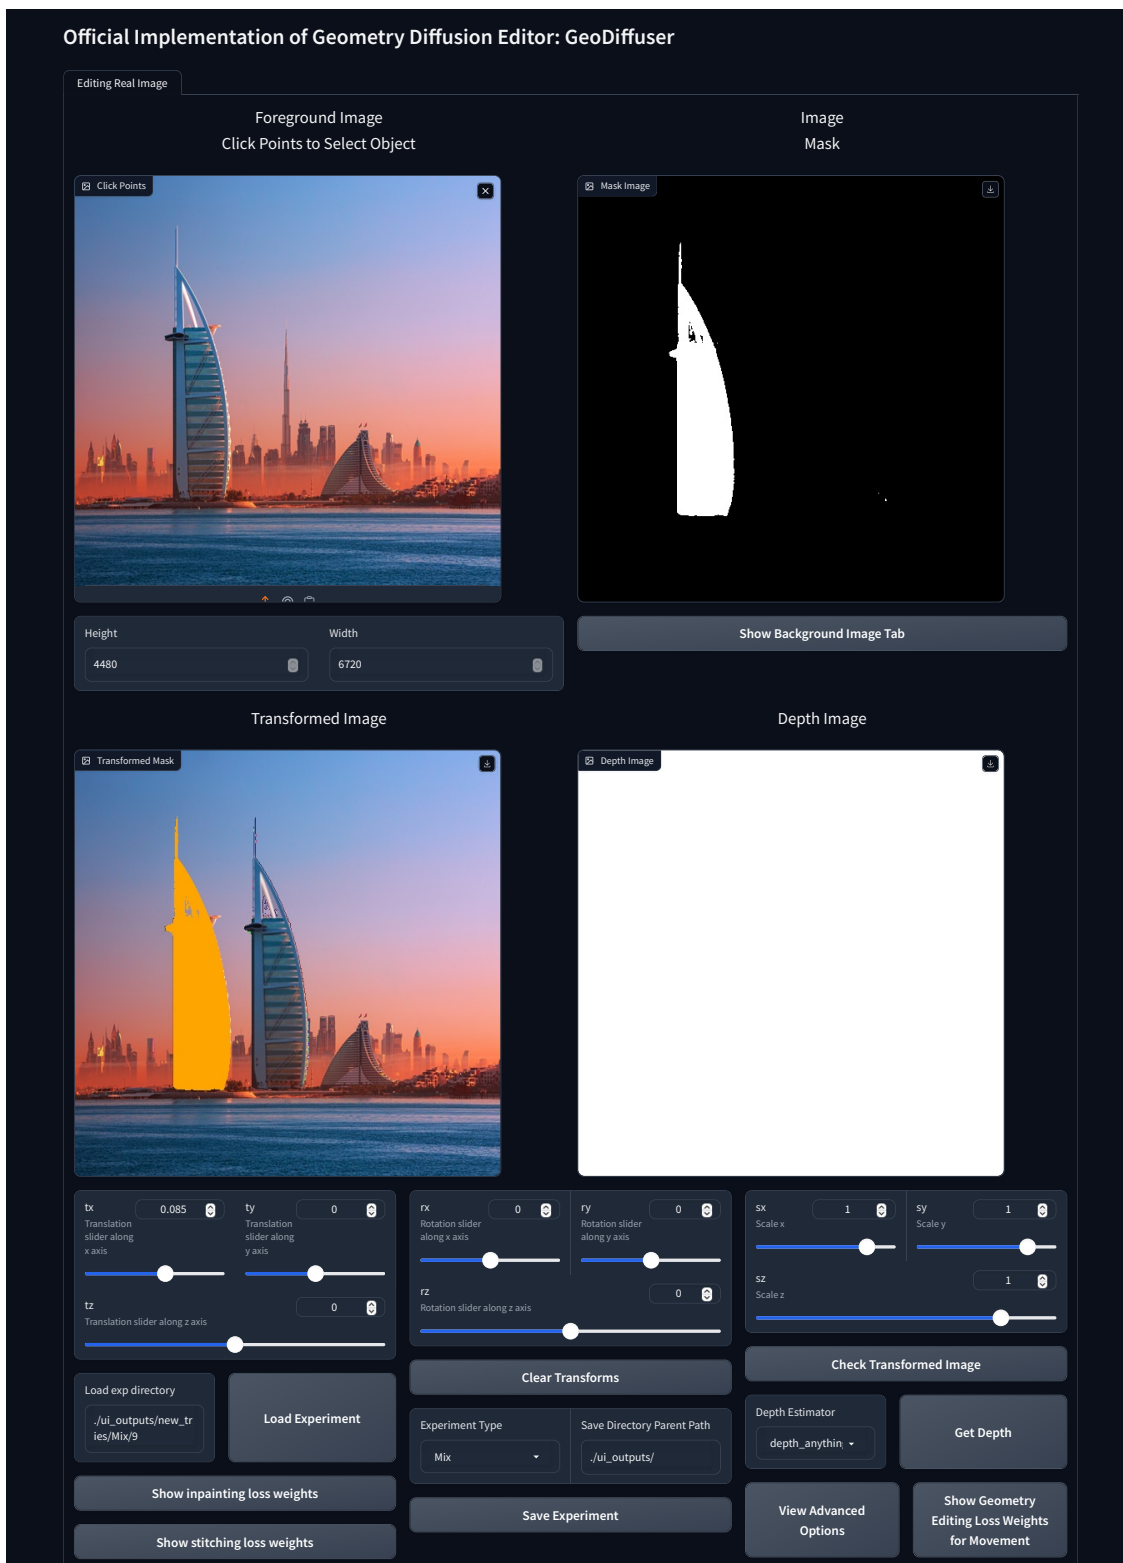 Official Implementation of Geometry Diffusion Editor: GeoDiffuser
Editing Real Image
Foreground Image
Click Points to Select Object
Image
Mask
Click Points
Mask Image
Height
4480
Width
6720
Show Background Image Tab
Transformed Image
Depth Image
Transformed Mask
Depth Image
tx
0.085
Translation
slider along
x axis
ty
0
Translation
slider along
y axis
tz
0
Translation slider along z axis
rx
0
Rotation slider
along x axis
ry
0
Rotation slider
along y axis
rz
0
Rotation slider along z axis
sx
1
Scale x
sy
1
Scale y
sz
1
Scale z
Clear Transforms
Check Transformed Image
Load exp directory
./ui_outputs/new_tr
ies/Mix/9
Load Experiment
Experiment Type
Mix
Save Directory Parent Path
./ui_outputs/
Depth Estimator
depth_anythin
Get Depth
Show inpainting loss weights
Save Experiment
Show stitching loss weights
View Advanced
Options
Show Geometry
Editing Loss Weights
for Movement